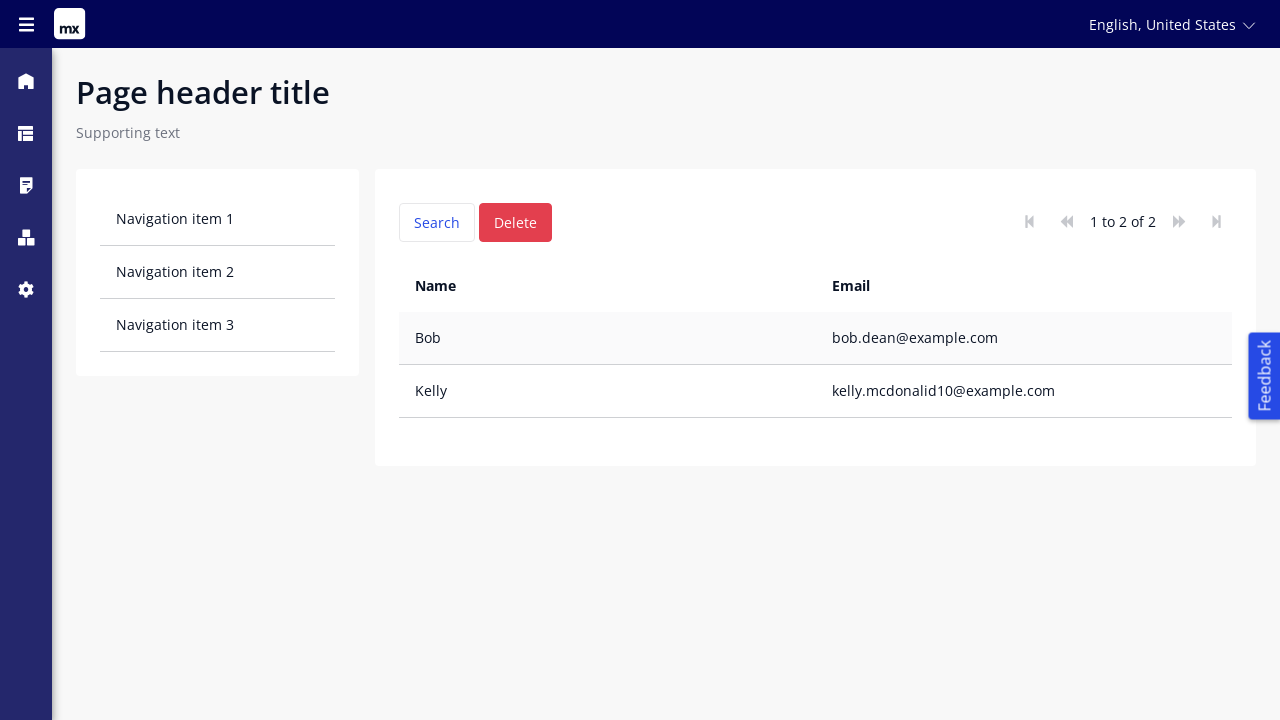 mx
English, United States
Page header title
Supporting text
Navigation item 1
Navigation item 2
Navigation item 3
Search
Delete
1 to 2 of 2
Name
Email
Bob
bob.dean@example.com
Kelly
kelly.mcdonalid10@example.com
Feedback